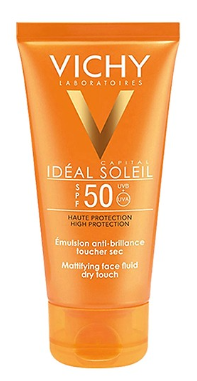 VICHY
LABORATOIRES
CAPITAL
IDÉAL SOLEIL
SPF 50 UVB UVA
HAUTE PROTECTION
HIGH PROTECTION
Émulsion anti-brillance
toucher sec
Mattifying face fluid
dry touch